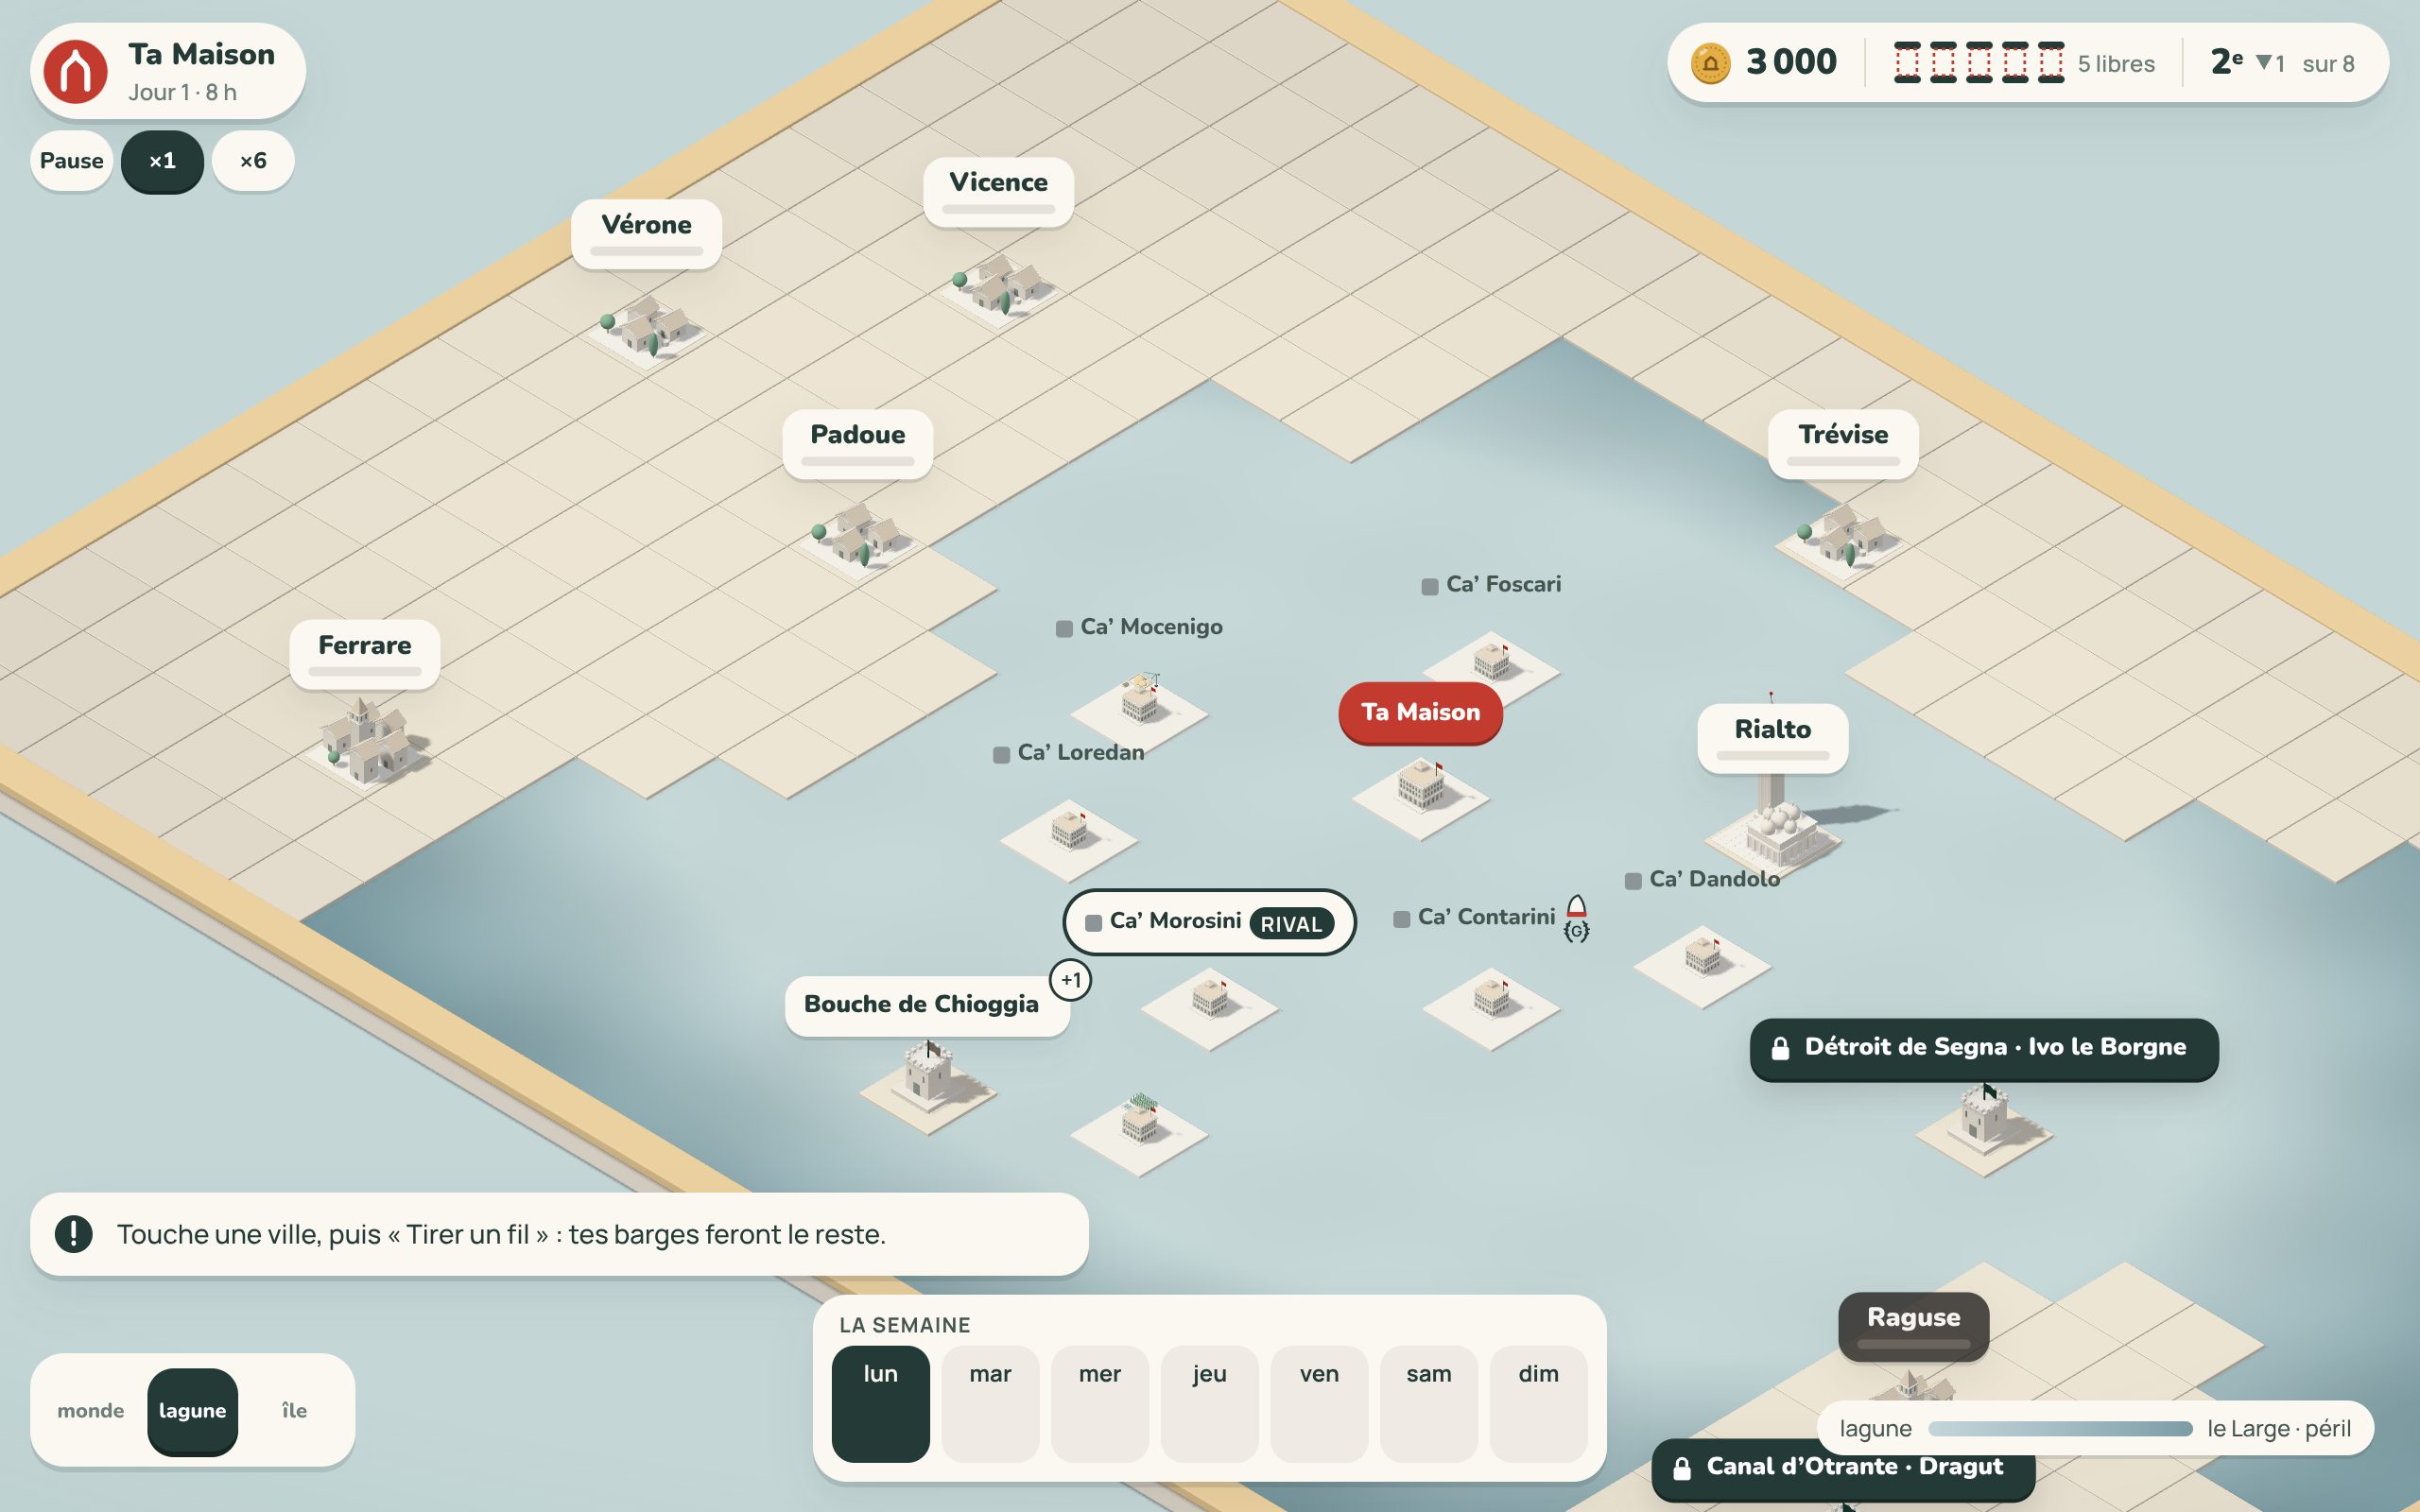 Ta Maison
Jour 1 · 8 h
Pause
×1
×6
3 000
5 libres
2ᵉ ▼1 sur 8
Vicence
Vérone
Padoue
Trévise
Ferrare
Ca’ Foscari
Ca’ Mocenigo
Ta Maison
Rialto
Ca’ Loredan
Ca’ Dandolo
Ca’ Morosini RIVAL
Ca’ Contarini
G
+1
Bouche de Chioggia
Détroit de Segna · Ivo le Borgne
Touche une ville, puis « Tirer un fil » : tes barges feront le reste.
Raguse
LA SEMAINE
lun
mar
mer
jeu
ven
sam
dim
monde
lagune
île
lagune
le Large · péril
Canal d’Otrante · Dragut